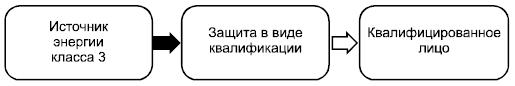 Источник
энергии
класса 3
Защита в виде
квалификации
Квалифицированное
лицо